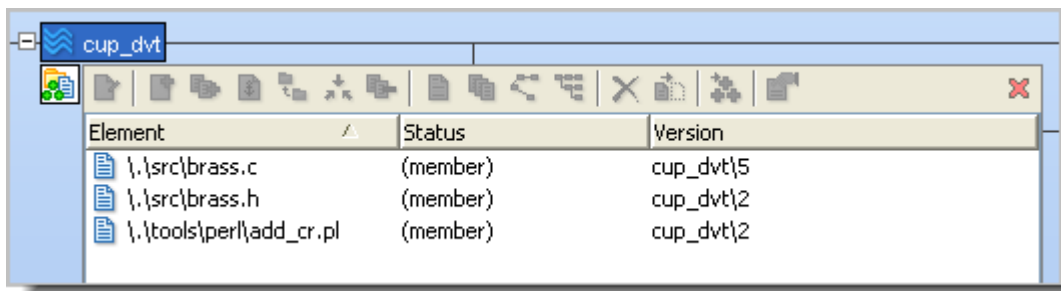 cup_dvt
Element Status Version
\.\src\brass.c (member) cup_dvt\5
\.\src\brass.h (member) cup_dvt\2
\.\tools\perl\add_cr.pl (member) cup_dvt\2